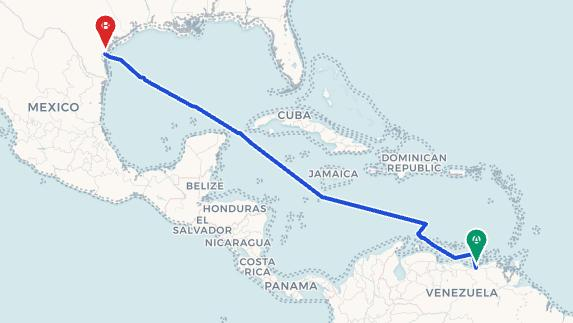 MEXICO
CUBA
DOMINICAN
REPUBLIC
JAMAICA
BELIZE
HONDURAS
EL
SALVADOR
NICARAGUA
COSTA
RICA
PANAMA
VENEZUELA